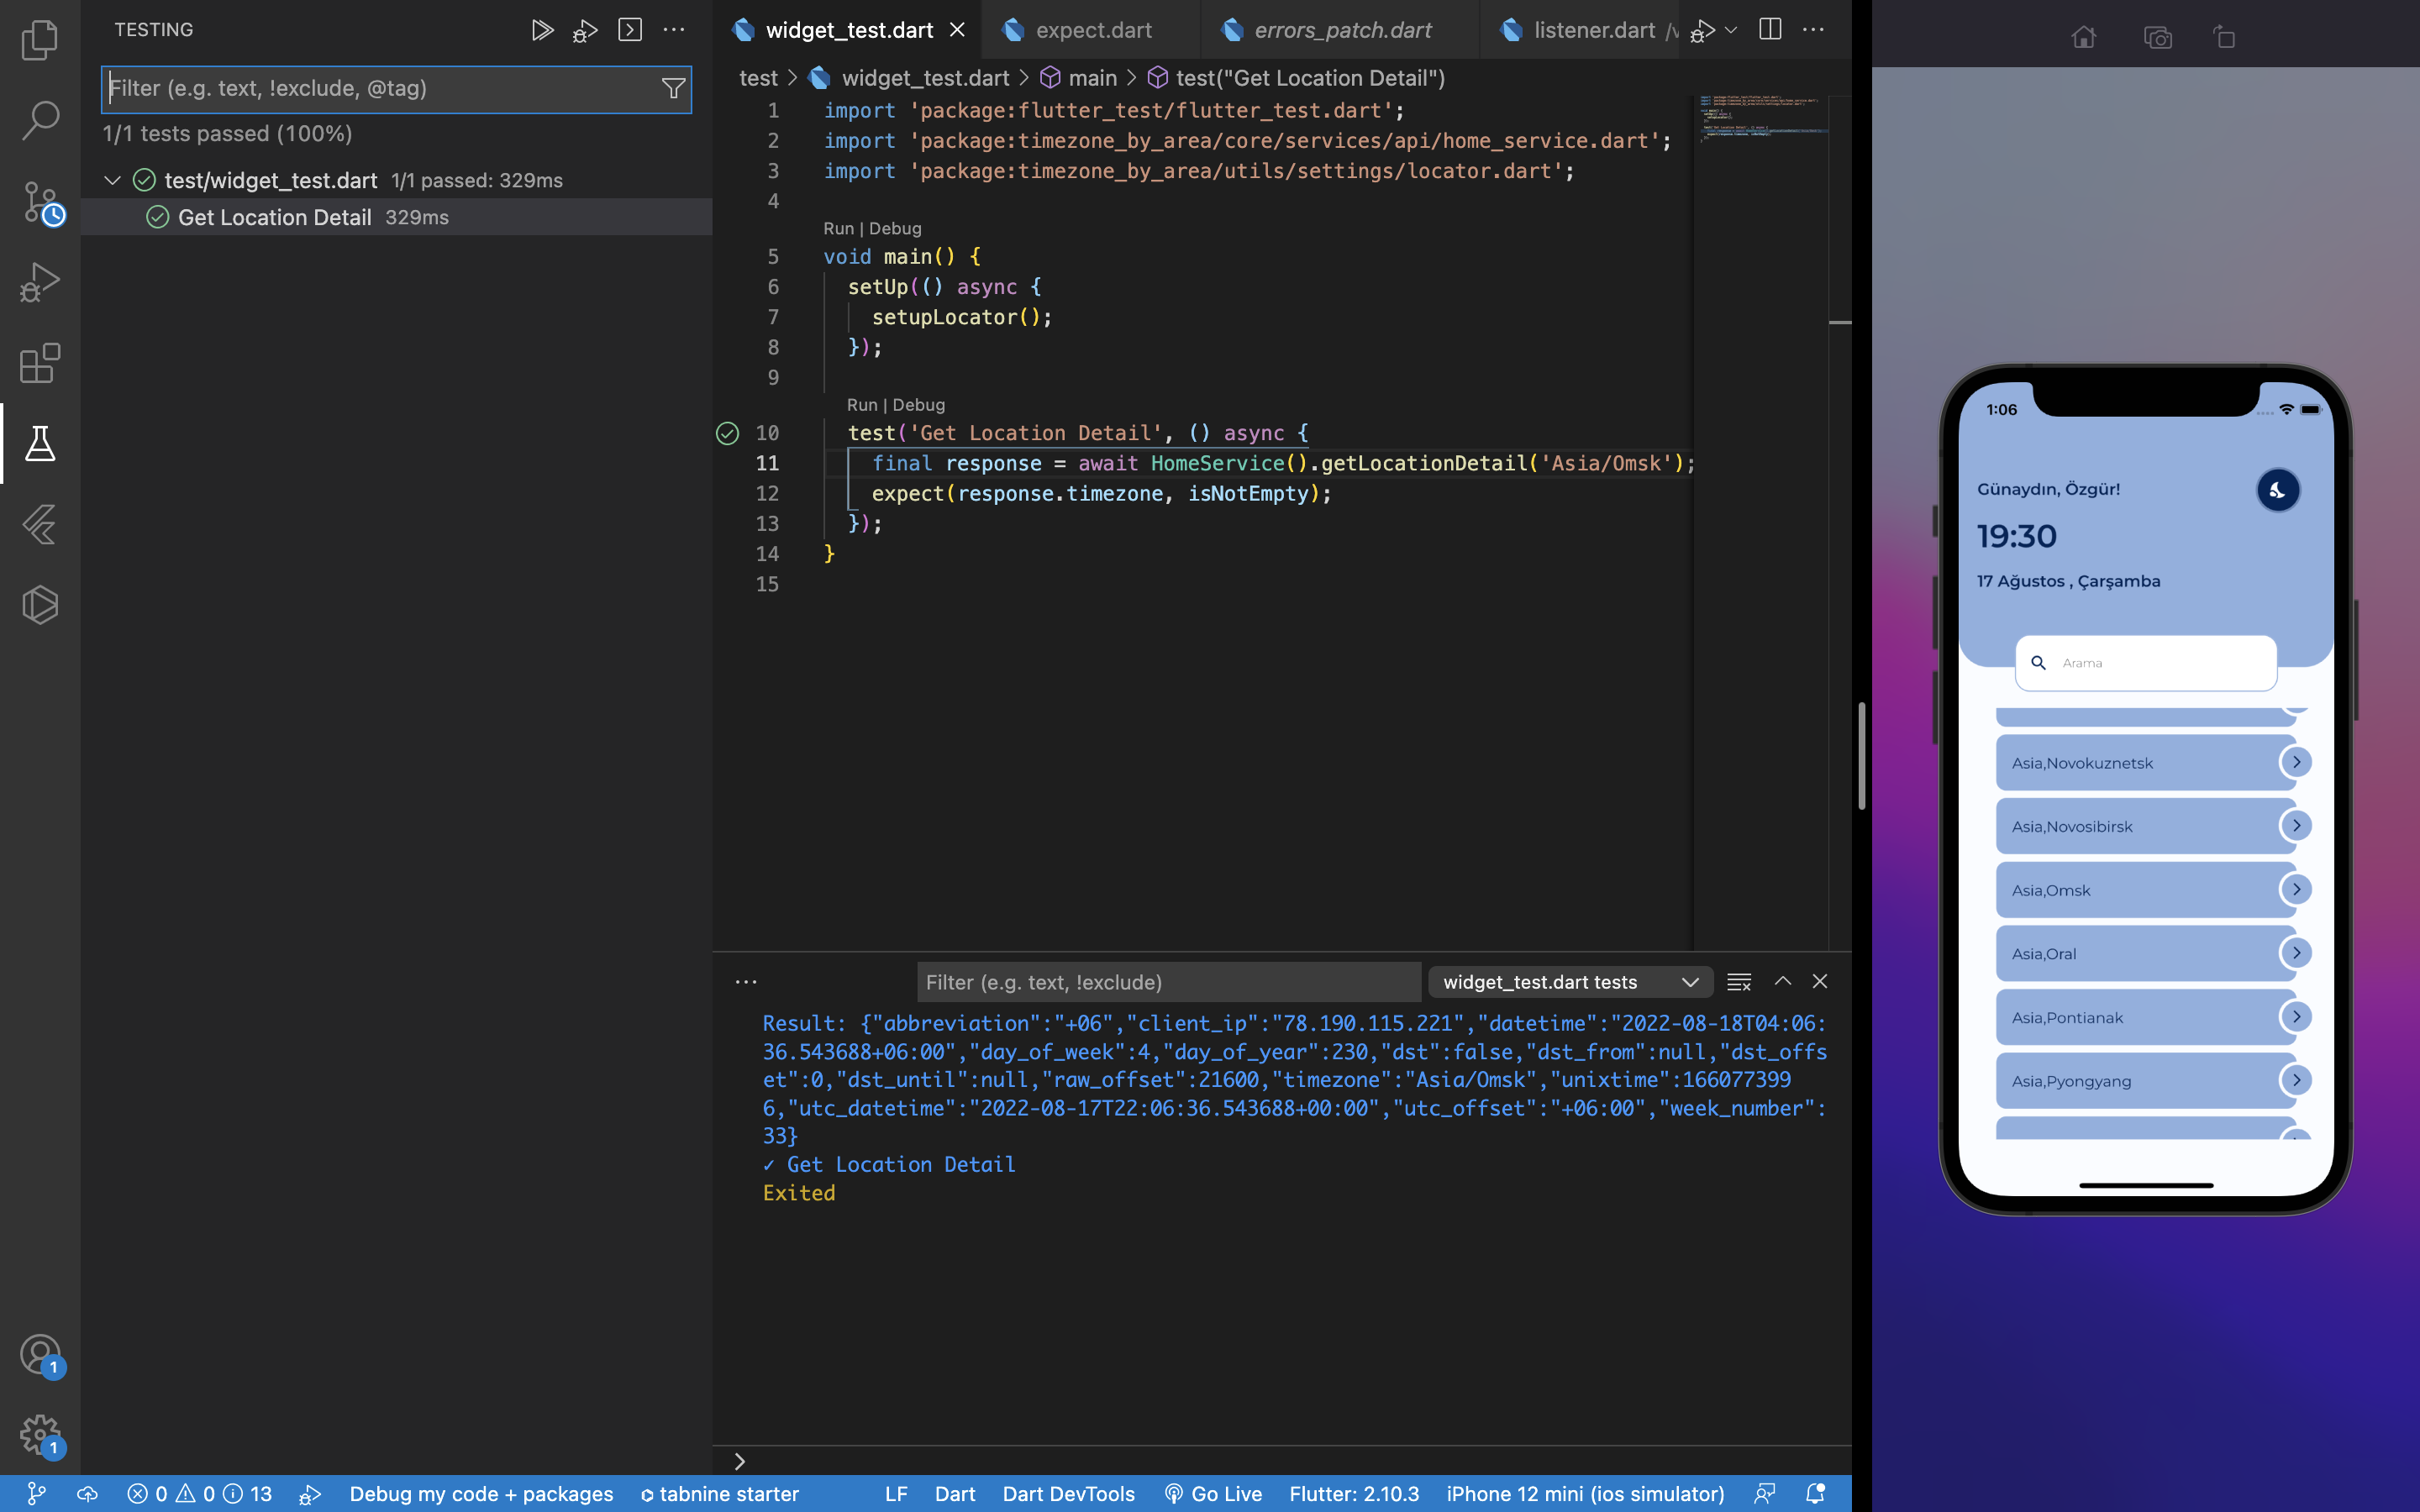 TESTING
Filter (e.g. text, !exclude, @tag)
1/1 tests passed (100%)
test/widget_test.dart 1/1 passed: 329ms
Get Location Detail 329ms
1
1
widget_test.dart
expect.dart
errors_patch.dart
listener.dart
test > widget_test.dart > main > test("Get Location Detail")
1 import 'package:flutter_test/flutter_test.dart';
2 import 'package:timezone_by_area/core/services/api/home_service.dart';
3 import 'package:timezone_by_area/utils/settings/locator.dart';
4
Run | Debug
5 void main() {
6 setUp(() async {
7 setupLocator();
8 });
9
Run | Debug
10 test('Get Location Detail', () async {
11 final response = await HomeService().getLocationDetail('Asia/Omsk');
12 expect(response.timezone, isNotEmpty);
13 });
14 }
15
Filter (e.g. text, !exclude)
widget_test.dart tests
Result: {"abbreviation":"+06","client_ip":"78.190.115.221","datetime":"2022-08-18T04:06:
36.543688+06:00","day_of_week":4,"day_of_year":230,"dst":false,"dst_from":null,"dst_offs
et":0,"dst_until":null,"raw_offset":21600,"timezone":"Asia/Omsk","unixtime":166077399
6,"utc_datetime":"2022-08-17T22:06:36.543688+00:00","utc_offset":"+06:00","week_number":
33}
✓ Get Location Detail
Exited
0 0 13 Debug my code + packages tabnine starter LF Dart Dart DevTools Go Live Flutter: 2.10.3 iPhone 12 mini (ios simulator)
1:06
Günaydın, Özgür!
19:30
17 Ağustos , Çarşamba
Arama
Asia,Novokuznetsk
Asia,Novosibirsk
Asia,Omsk
Asia,Oral
Asia,Pontianak
Asia,Pyongyang